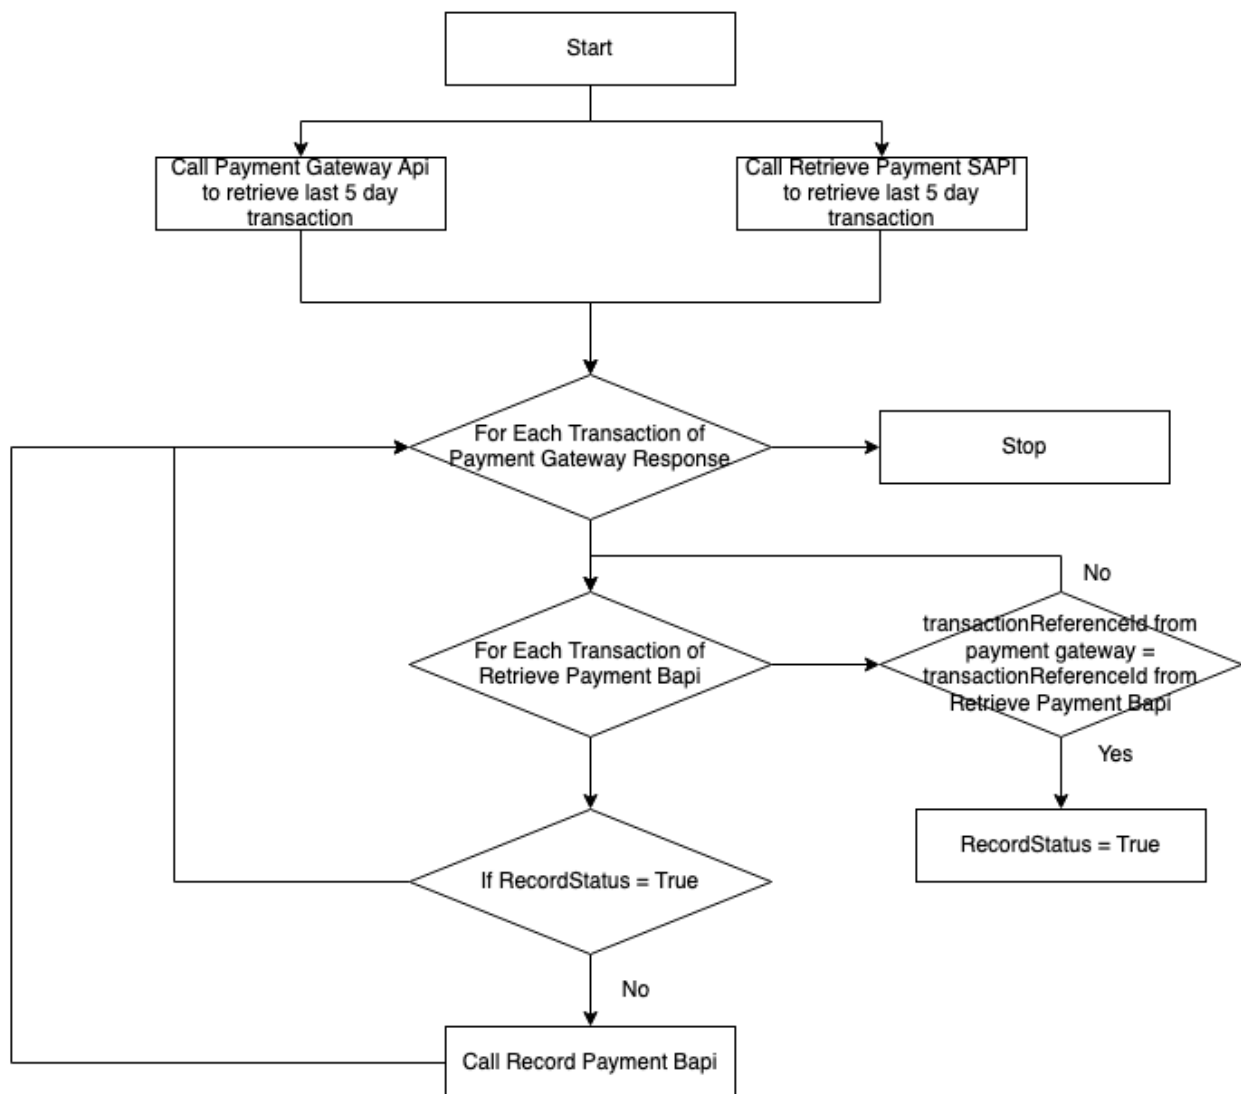 Start
Call Payment Gateway Api
to retrieve last 5 day
transaction
Call Retrieve Payment SAPI
to retrieve last 5 day
transaction
For Each Transaction of
Payment Gateway Response
Stop
No
For Each Transaction of
Retrieve Payment Bapi
transactionReferenceId from
payment gateway =
transactionReferenceId from
Retrieve Payment Bapi
Yes
RecordStatus = True
If RecordStatus = True
No
Call Record Payment Bapi